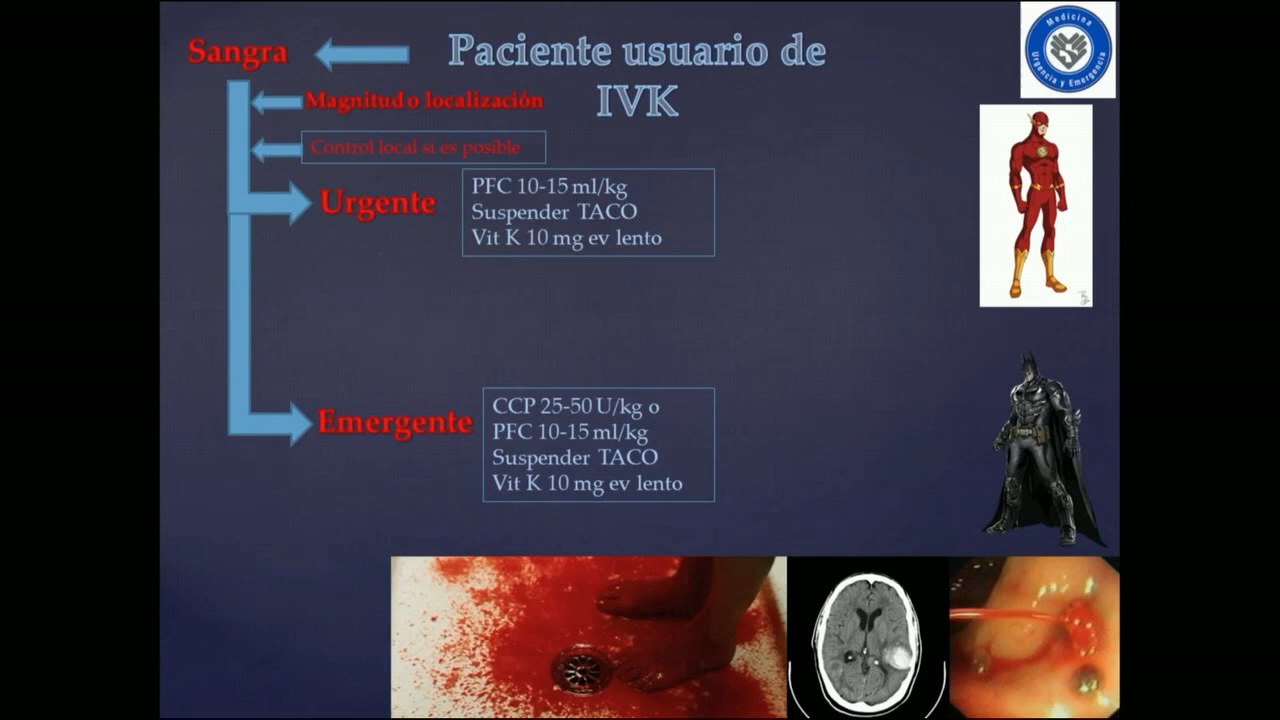 Sangra
Paciente usuario de
IVK
Magnitud o localización
Control local si es posible
Urgente
PFC 10-15 ml/kg
Suspender TACO
Vit K 10 mg ev lento
Emergente
CCP 25-50 U/kg o
PFC 10-15 ml/kg
Suspender TACO
Vit K 10 mg ev lento
Medicina
Urgencia y Emergencia